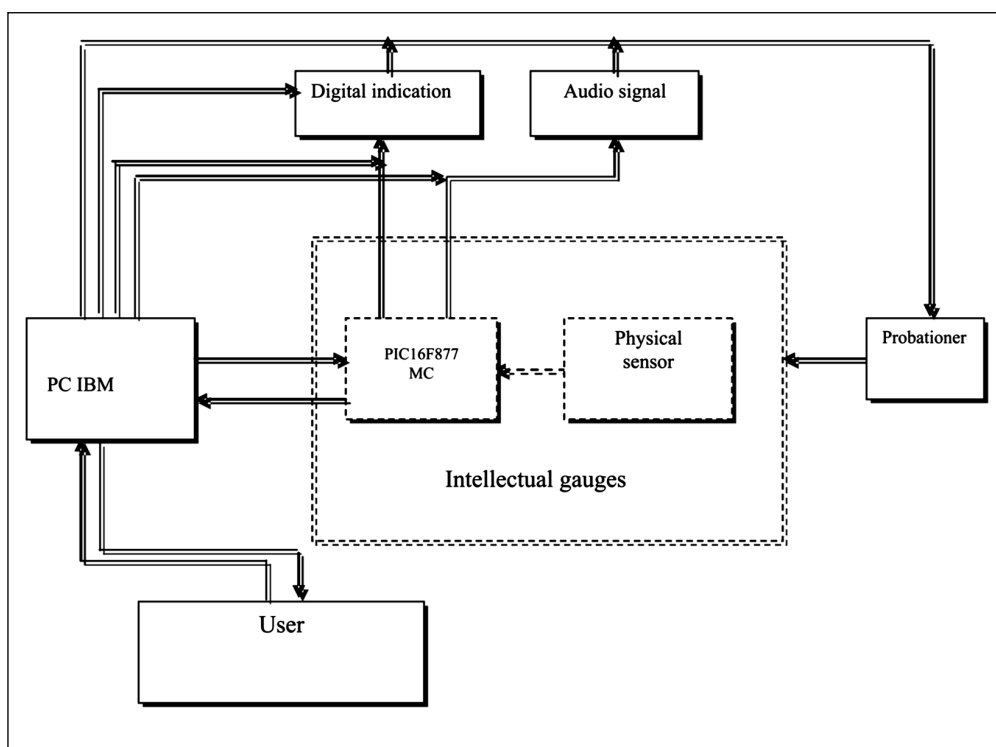 Digital indication
Audio signal
PC IBM
PIC16F877
MC
Physical
sensor
Probationer
Intellectual gauges
User